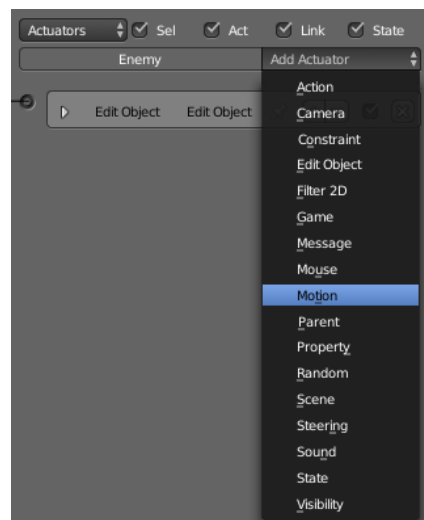 Actuators Sel Act Link State
Enemy Add Actuator
Edit Object Edit Object
Action
Camera
Constraint
Edit Object
Filter 2D
Game
Message
Mouse
Motion
Parent
Property
Random
Scene
Steering
Sound
State
Visibility